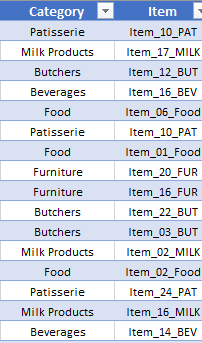 Category Item
Patisserie Item_10_PAT
Milk Products Item_17_MILK
Butchers Item_12_BUT
Beverages Item_16_BEV
Food Item_06_Food
Patisserie Item_10_PAT
Food Item_01_Food
Furniture Item_20_FUR
Furniture Item_16_FUR
Butchers Item_22_BUT
Butchers Item_03_BUT
Milk Products Item_02_MILK
Food Item_02_Food
Patisserie Item_24_PAT
Milk Products Item_16_MILK
Beverages Item_14_BEV